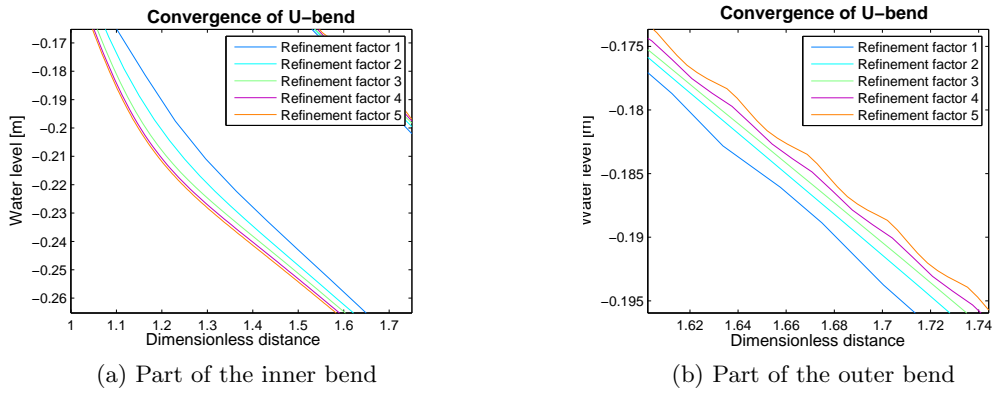 Convergence of U−bend
−0.17
−0.18
−0.19
−0.2
−0.21
−0.22
−0.23
−0.24
−0.25
−0.26
Water level [m]
Refinement factor 1
Refinement factor 2
Refinement factor 3
Refinement factor 4
Refinement factor 5
1 1.1 1.2 1.3 1.4 1.5 1.6 1.7
Dimensionless distance
(a) Part of the inner bend
Convergence of U−bend
−0.175
−0.18
−0.185
−0.19
−0.195
Water level [m]
Refinement factor 1
Refinement factor 2
Refinement factor 3
Refinement factor 4
Refinement factor 5
1.62 1.64 1.66 1.68 1.7 1.72 1.74
Dimensionless distance
(b) Part of the outer bend